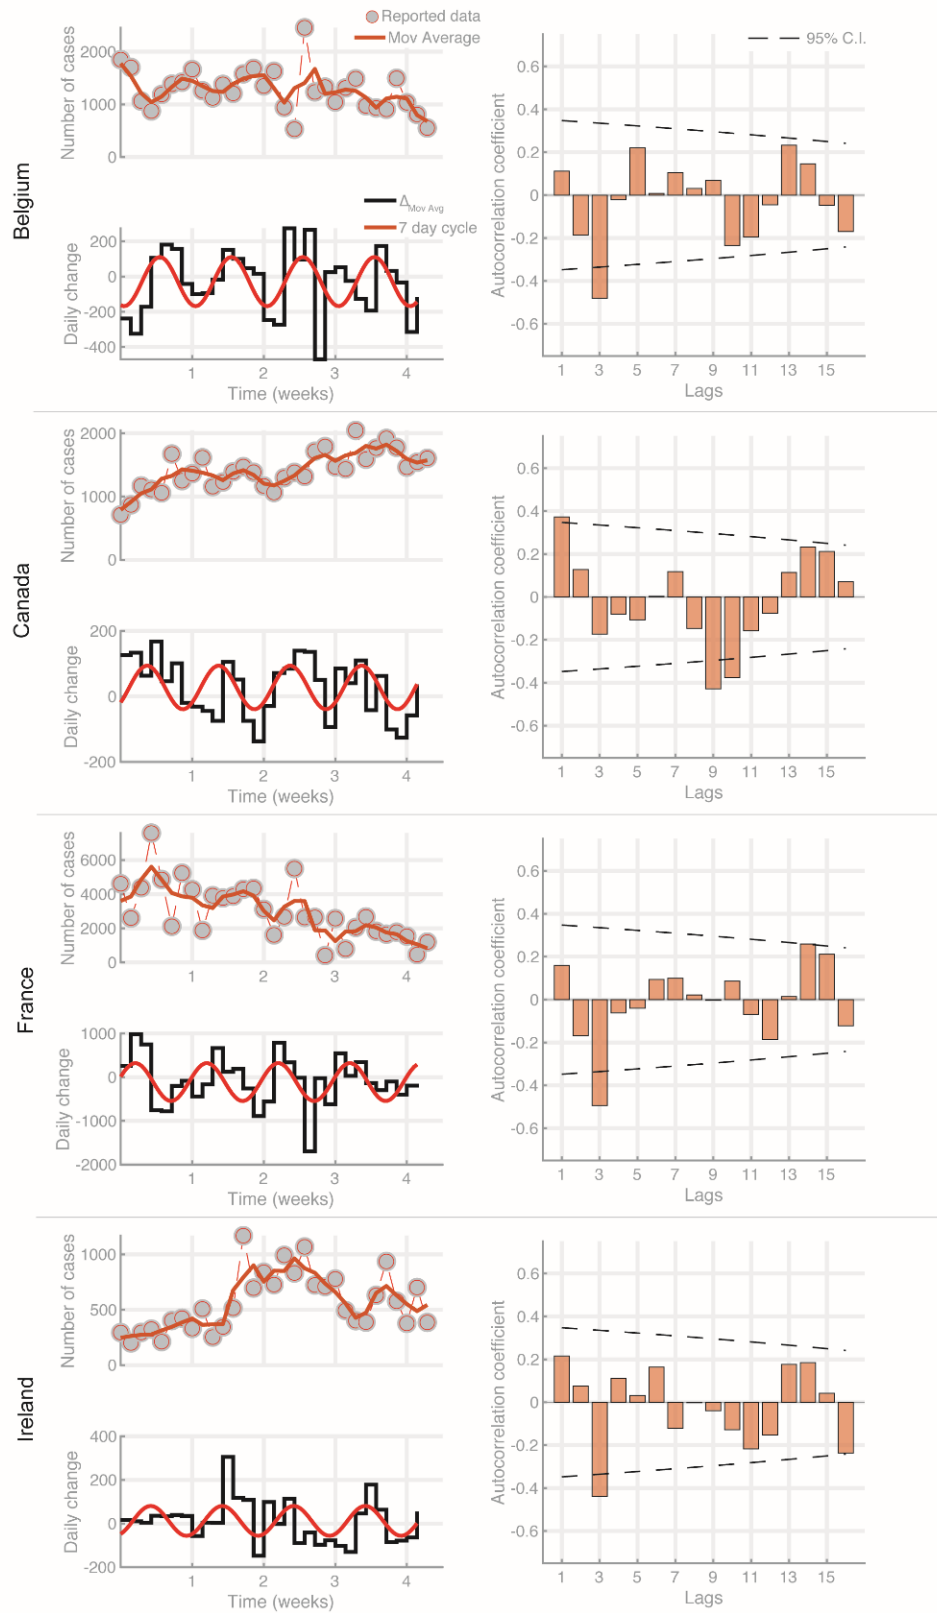 Reported data
Mov Average
2000
1000
0
Number of cases
Belgium
Δ Mov Avg
7 day cycle
200
0
-200
-400
Daily change
1 2 3 4
Time (weeks)
95% C.I.
0.6
0.4
0.2
0
-0.2
-0.4
-0.6
Autocorrelation coefficient
1 3 5 7 9 11 13 15
Lags
2000
1000
0
Number of cases
Canada
200
0
-200
Daily change
1 2 3 4
Time (weeks)
0.6
0.4
0.2
0
-0.2
-0.4
-0.6
Autocorrelation coefficient
1 3 5 7 9 11 13 15
Lags
6000
4000
2000
0
Number of cases
1 2 3 4
France
1000
0
-1000
-2000
Daily change
1 2 3 4
Time (weeks)
0.6
0.4
0.2
0
-0.2
-0.4
-0.6
Autocorrelation coefficient
1 3 5 7 9 11 13 15
Lags
1000
500
0
Number of cases
Ireland
400
200
0
-200
Daily change
1 2 3 4
Time (weeks)
0.6
0.4
0.2
0
-0.2
-0.4
-0.6
Autocorrelation coefficient
1 3 5 7 9 11 13 15
Lags